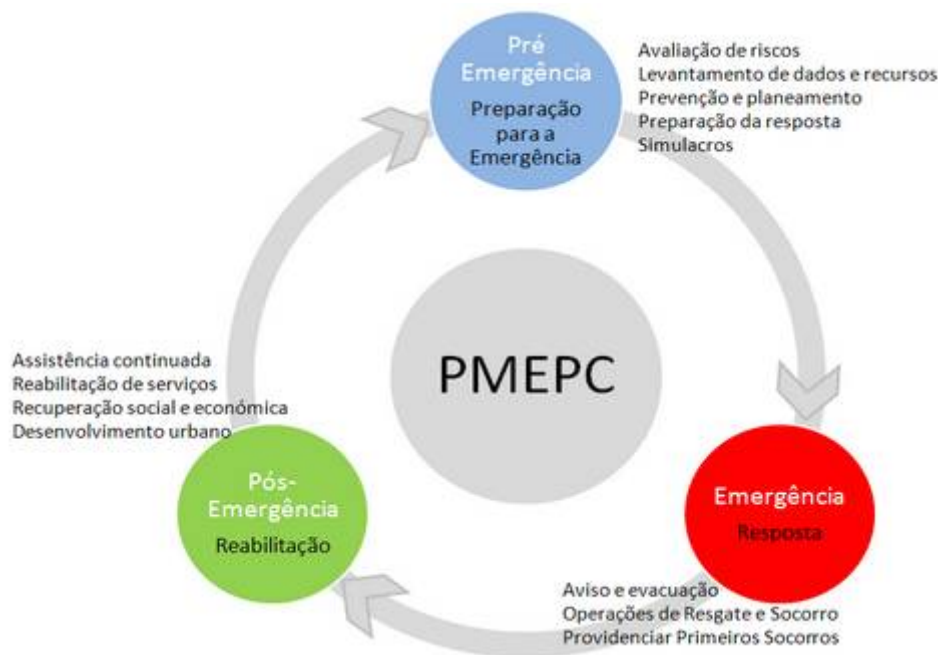 Pré
Emergência
Preparação
para a
Emergência
Avaliação de riscos
Levantamento de dados e recursos
Prevenção e planeamento
Preparação da resposta
Simulacros
PMEPC
Emergência
Resposta
Aviso e evacuação
Operações de Resgate e Socorro
Providenciar Primeiros Socorros
Pós-
Emergência
Reabilitação
Assistência continuada
Reabilitação de serviços
Recuperação social e económica
Desenvolvimento urbano